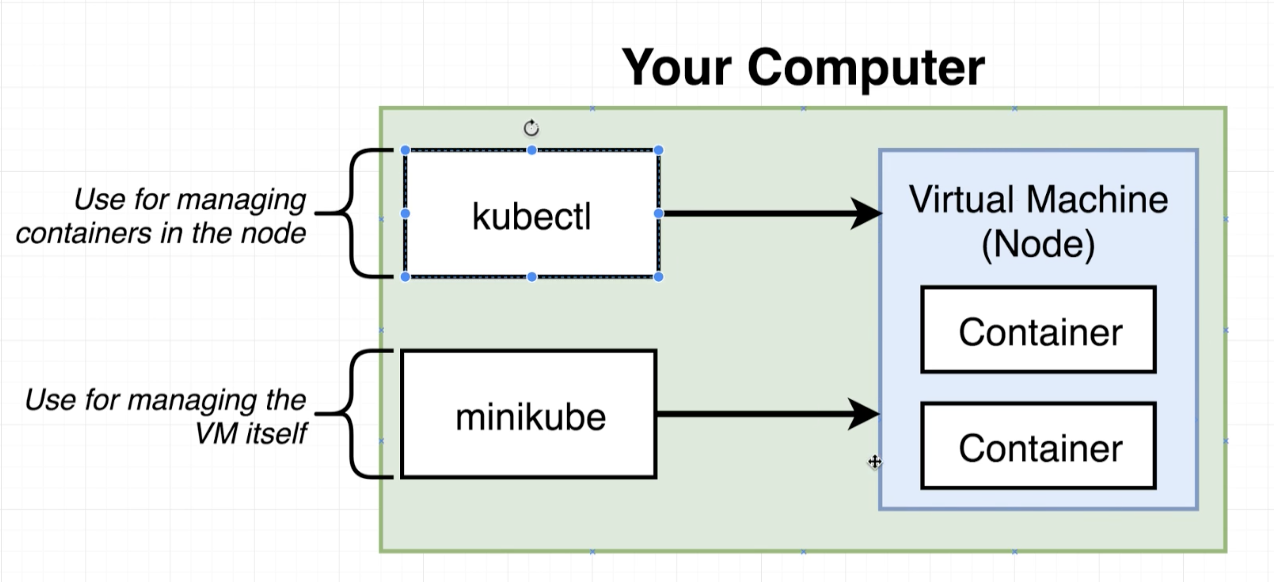 Your Computer
Use for managing
containers in the node
kubectl
Virtual Machine
(Node)
Container
Use for managing the
VM itself
minikube
Container